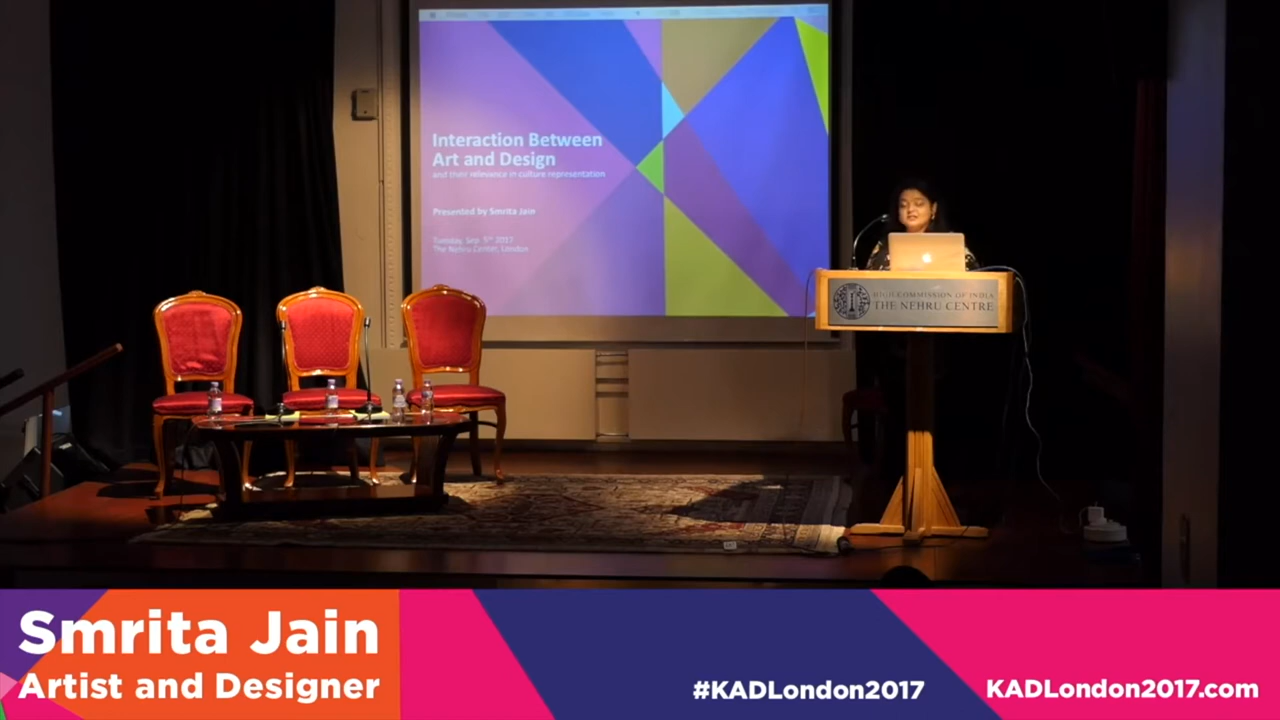 Interaction Between
Art and Design
and their relevance in culture representation
Presented by Smrita Jain
Tuesday, Sep. 5th 2017
The Nehru Center, London
HIGH COMMISSION OF INDIA
THE NEHRU CENTRE
Smrita Jain
Artist and Designer
#KADLondon2017
KADLondon2017.com